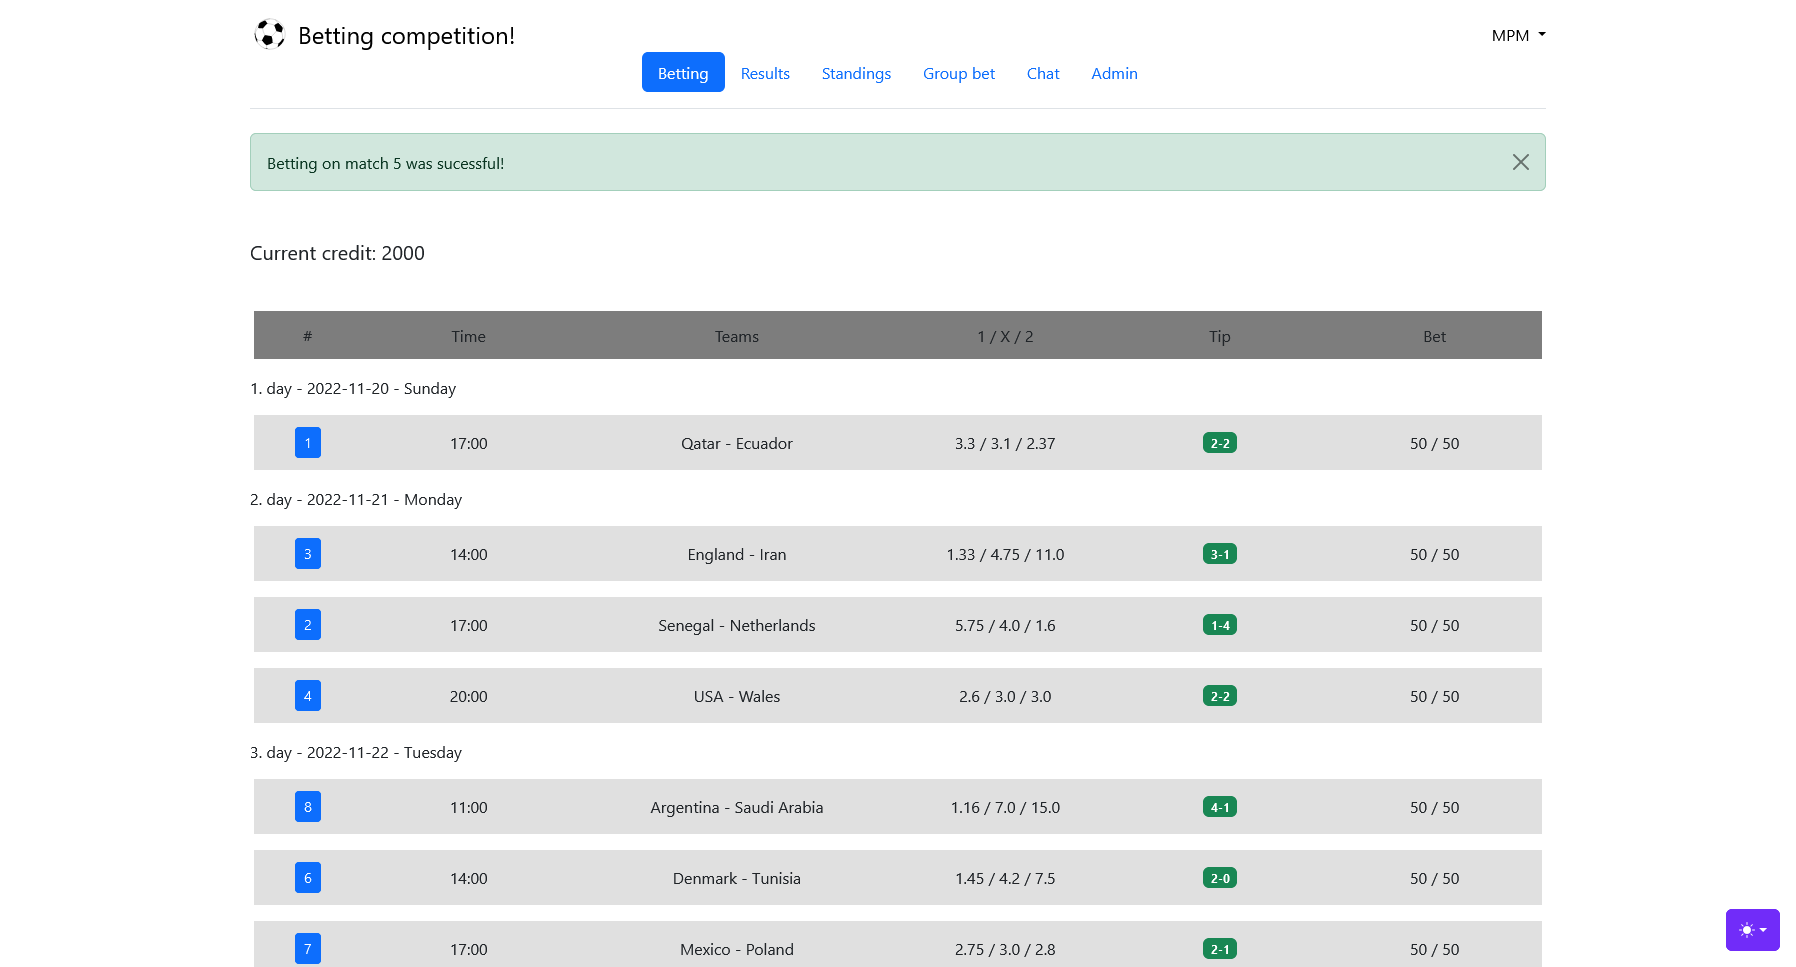 Betting competition!
MPM
Betting Results Standings Group bet Chat Admin
Betting on match 5 was sucessful!
Current credit: 2000
# Time Teams 1 / X / 2 Tip Bet
1. day - 2022-11-20 - Sunday
1 17:00 Qatar - Ecuador 3.3 / 3.1 / 2.37 2-2 50 / 50
2. day - 2022-11-21 - Monday
3 14:00 England - Iran 1.33 / 4.75 / 11.0 3-1 50 / 50
2 17:00 Senegal - Netherlands 5.75 / 4.0 / 1.6 1-4 50 / 50
4 20:00 USA - Wales 2.6 / 3.0 / 3.0 2-2 50 / 50
3. day - 2022-11-22 - Tuesday
8 11:00 Argentina - Saudi Arabia 1.16 / 7.0 / 15.0 4-1 50 / 50
6 14:00 Denmark - Tunisia 1.45 / 4.2 / 7.5 2-0 50 / 50
7 17:00 Mexico - Poland 2.75 / 3.0 / 2.8 2-1 50 / 50